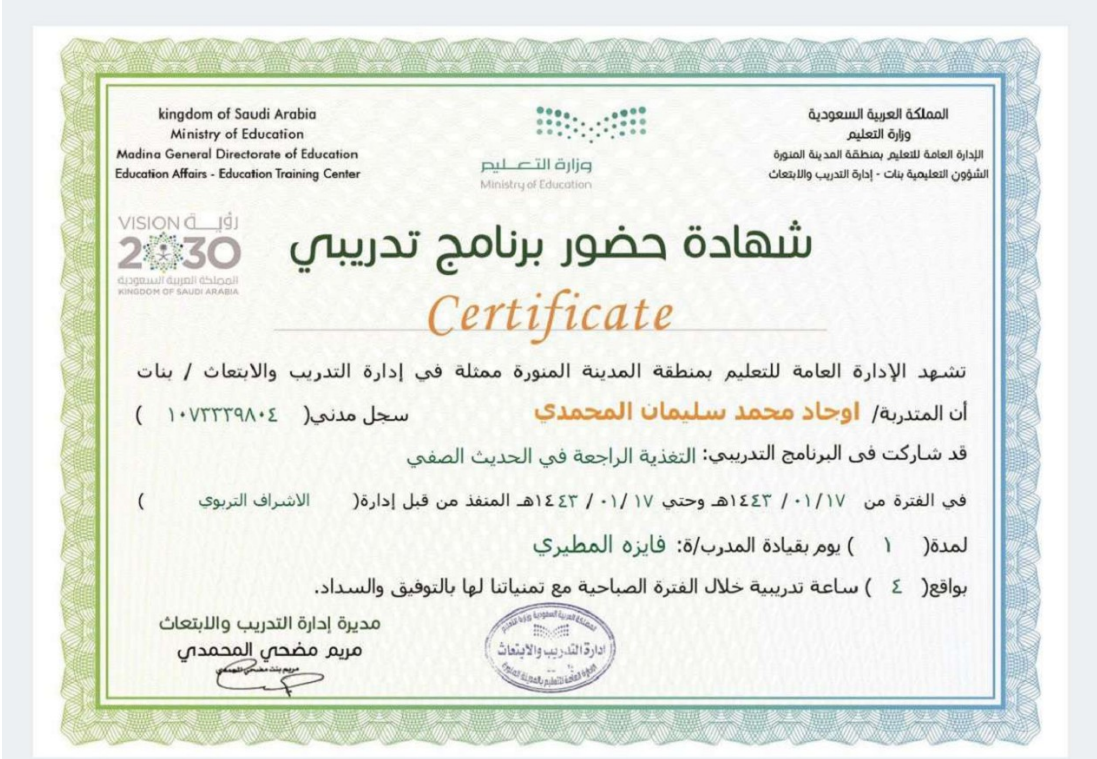 kingdom of Saudi Arabia
Ministry of Education
Madina General Directorate of Education
Education Affairs - Education Training Center
وزارة التعليم
Ministry of Education
المملكة العربية السعودية
وزارة التعليم
الإدارة العامة للتعليم بمنطقة المدينة المنورة
الشؤون التعليمية بنات - إدارة التدريب والابتعاث
VISION رؤية
2030
المملكة العربية السعودية
KINGDOM OF SAUDI ARABIA
شهادة حضور برنامج تدريبي
Certificate
تشهد الإدارة العامة للتعليم بمنطقة المدينة المنورة ممثلة في إدارة التدريب والابتعاث / بنات
أن المتدربة/ اوجاد محمد سليمان المحمدي سجل مدني( ١٠٧٣٣٣٩٨٠٤ )
قد شاركت فى البرنامج التدريبي: التغذية الراجعة في الحديث الصفي
في الفترة من ٠١/١٧ / ١٤٤٣هـ وحتي ١٧ /٠١ / ١٤٤٣هـ المنفذ من قبل إدارة( الاشراف التربوي )
لمدة( ١ ) يوم بقيادة المدرب/ة: فايزه المطيري
بواقع( ٤ ) ساعة تدريبية خلال الفترة الصباحية مع تمنياتنا لها بالتوفيق والسداد.
مديرة إدارة التدريب والابتعاث
مريم مضحي المحمدي
مريم بنت مضحي المحمدي
ادارة التدريب والابتعاث